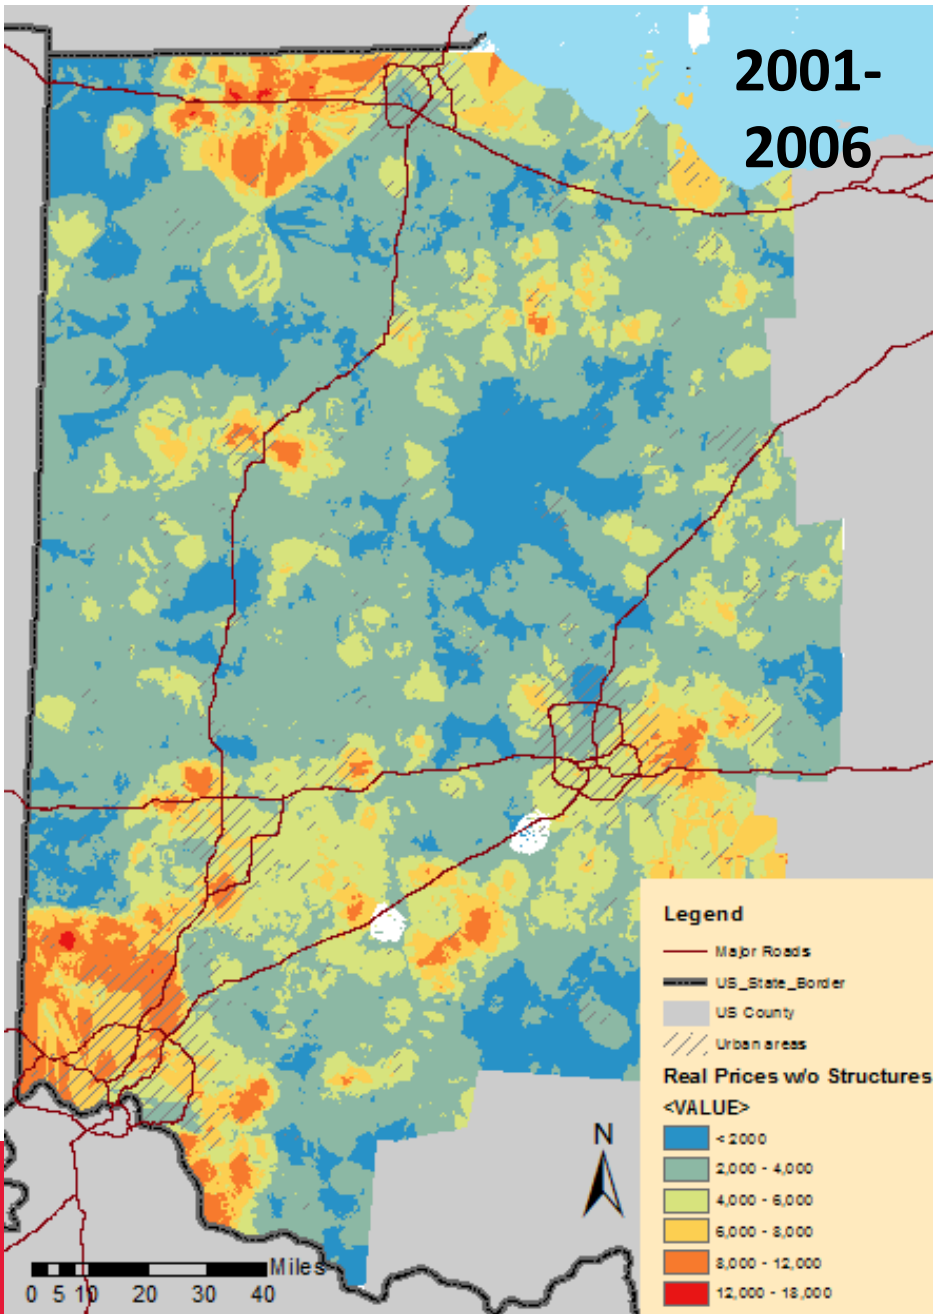 2001-
2006
Legend
Major Roads
US_State_Border
US County
Urban areas
Real Prices w/o Structures
<VALUE>
< 2000
2,000 - 4,000
4,000 - 6,000
6,000 - 8,000
8,000 - 12,000
12,000 - 18,000
N
Miles
0 5 10 20 30 40